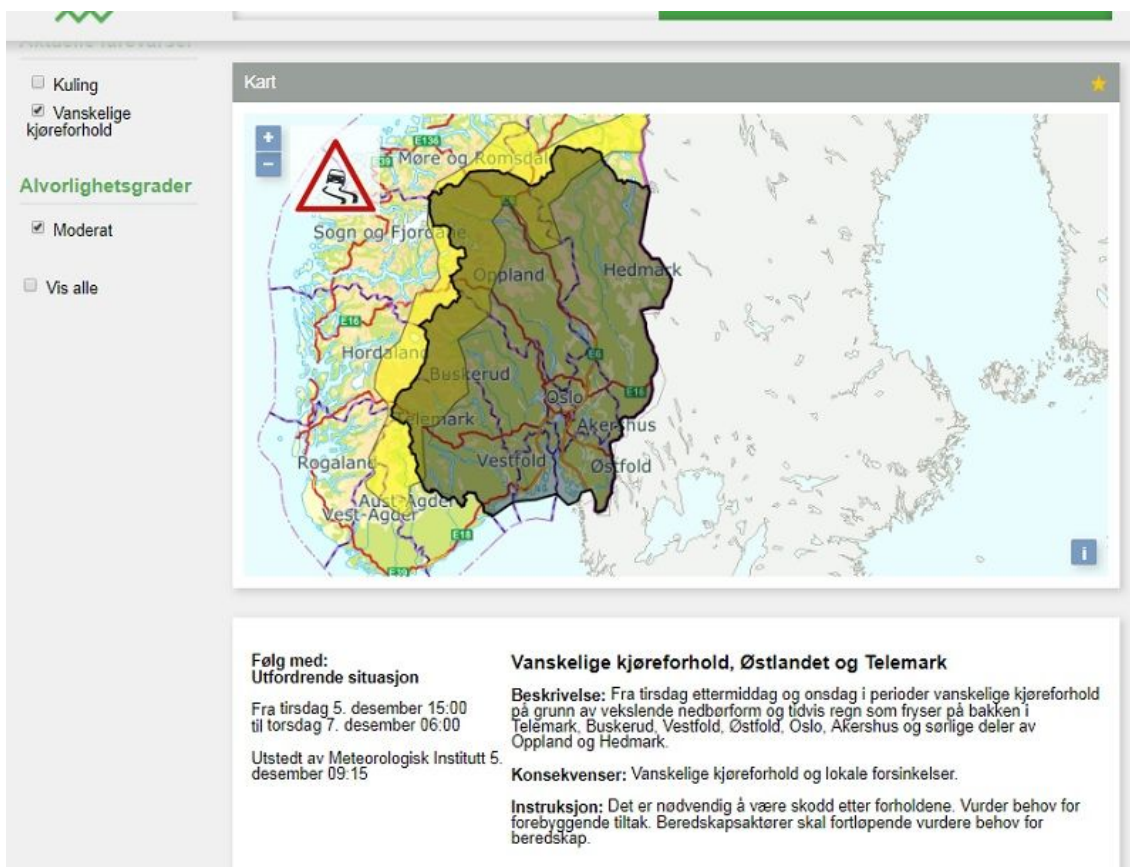 Aktuelle farevarsler
Kuling
Vanskelige
kjøreforhold
Alvorlighetsgrader
Moderat
Vis alle
Kart
+
−
E136
39
Møre og Romsdal
Sogn og Fjordane
Oppland
Hedmark
E16
Hordaland
E6
Buskerud
Oslo
E16
Telemark
Akershus
Rogaland
Vestfold
Østfold
Aust-Agder
Vest-Agder
E18
E39
i
Følg med:
Utfordrende situasjon
Fra tirsdag 5. desember 15:00
til torsdag 7. desember 06:00
Utstedt av Meteorologisk Institutt 5.
desember 09:15
Vanskelige kjøreforhold, Østlandet og Telemark
Beskrivelse: Fra tirsdag ettermiddag og onsdag i perioder vanskelige kjøreforhold
på grunn av vekslende nedbørform og tidvis regn som fryser på bakken i
Telemark, Buskerud, Vestfold, Østfold, Oslo, Akershus og sørlige deler av
Oppland og Hedmark.
Konsekvenser: Vanskelige kjøreforhold og lokale forsinkelser.
Instruksjon: Det er nødvendig å være skodd etter forholdene. Vurder behov for
forebyggende tiltak. Beredskapsaktører skal fortløpende vurdere behov for
beredskap.